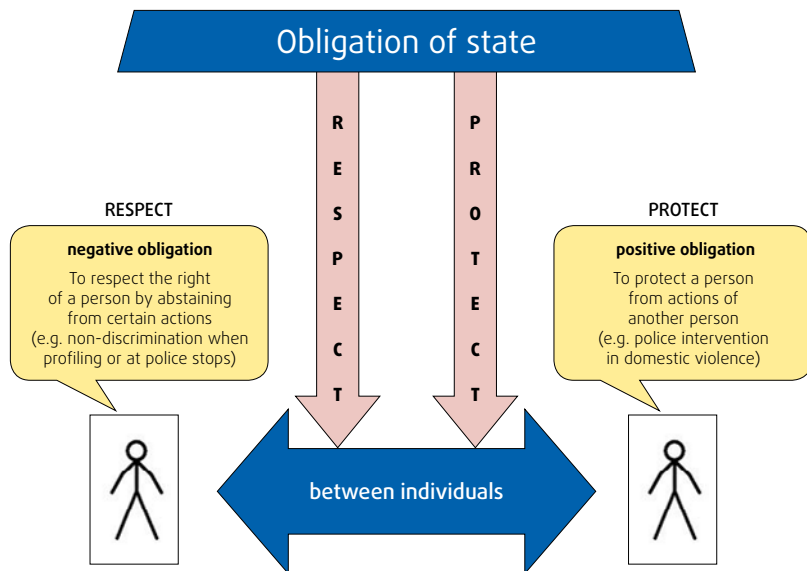 Obligation of state
RESPECT
PROTECT
RESPECT
negative obligation
To respect the right
of a person by abstaining
from certain actions
(e.g. non-discrimination when
profiling or at police stops)
PROTECT
positive obligation
To protect a person
from actions of
another person
(e.g. police intervention
in domestic violence)
between individuals